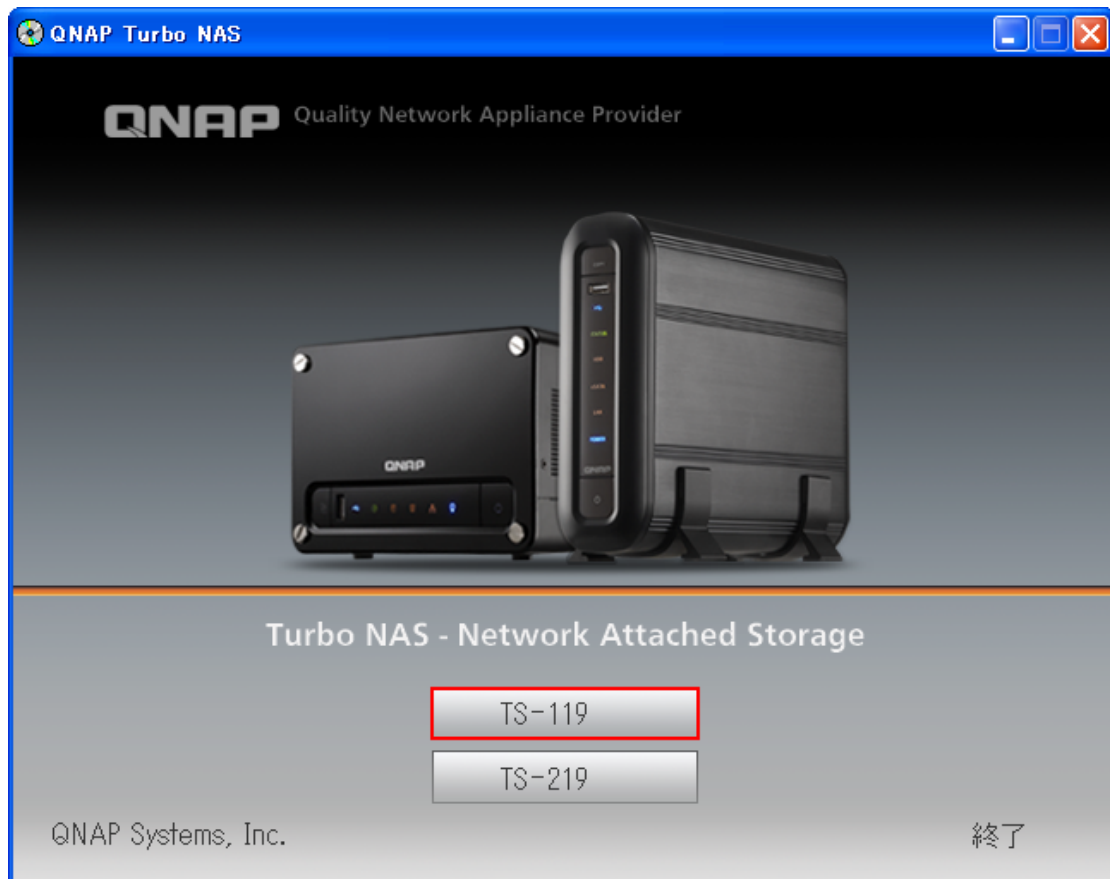 QNAP Turbo NAS
QNAP Quality Network Appliance Provider
QNAP
Turbo NAS - Network Attached Storage
TS-119
TS-219
QNAP Systems, Inc.
終了